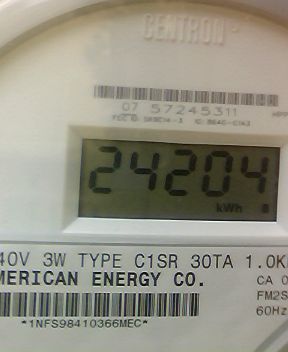 CENTRON
07 57245311
24204
kWh
40V 3W TYPE C1SR 30TA 1.0K
MERICAN ENERGY CO.
CA 0
FM2S
60Hz
*1NFS98410366MEC*